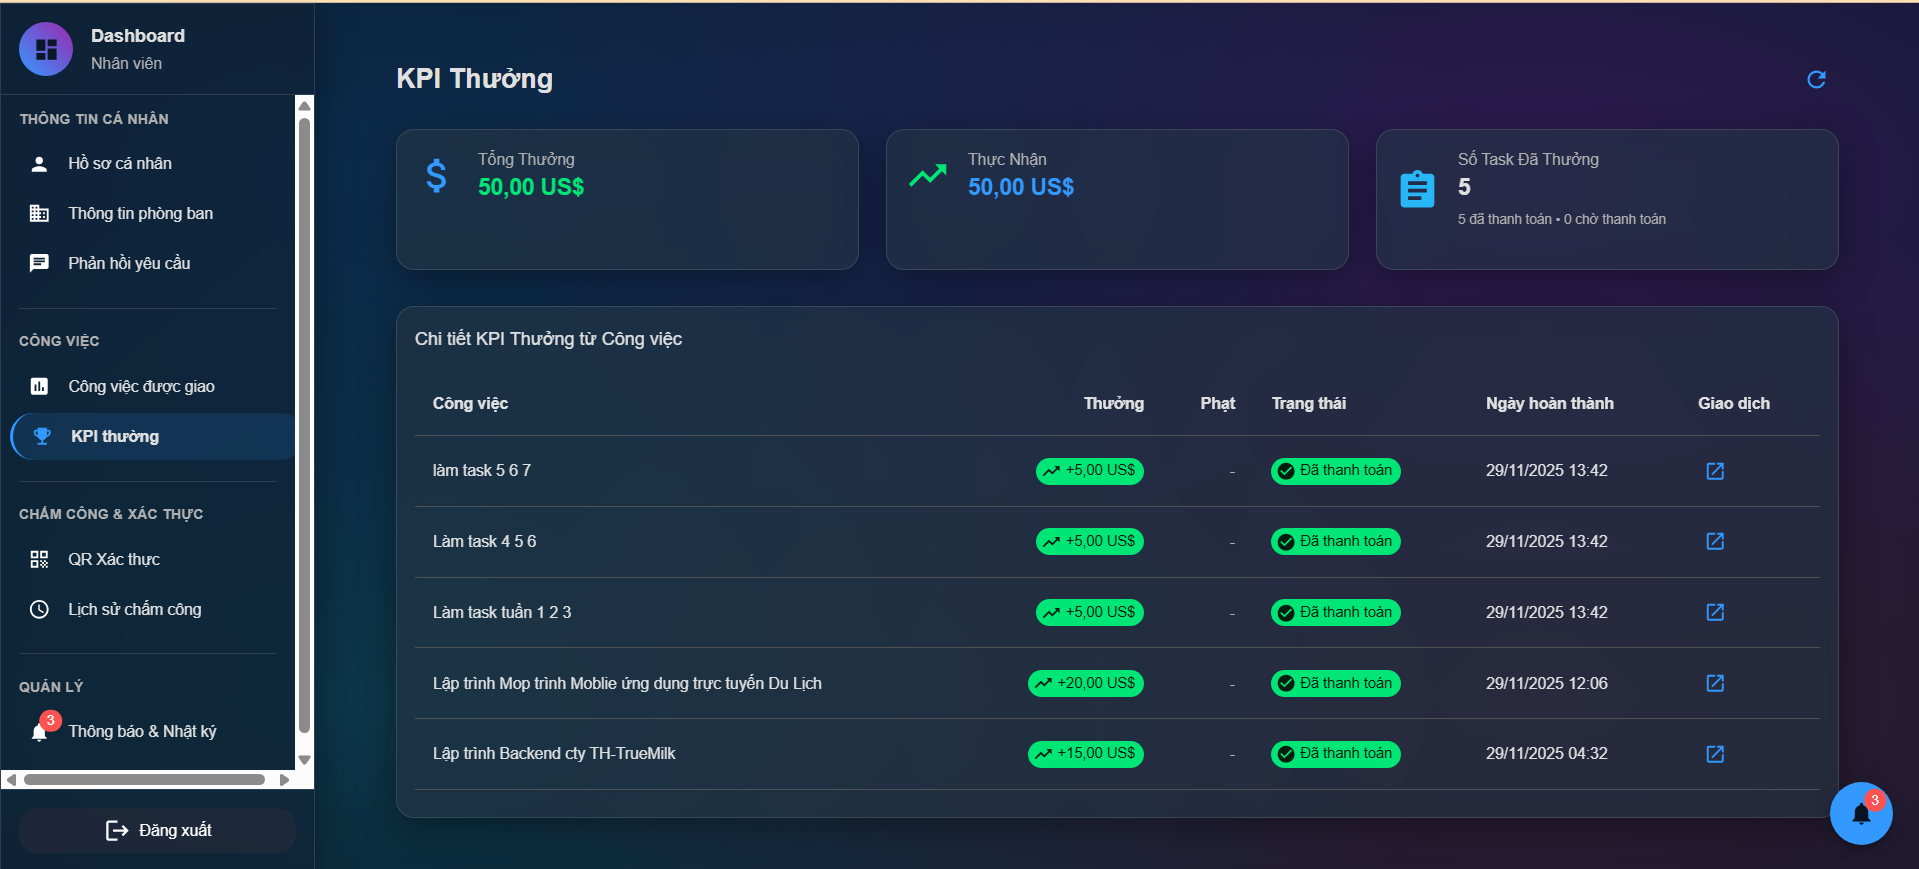 Dashboard
Nhân viên
THÔNG TIN CÁ NHÂN
Hồ sơ cá nhân
Thông tin phòng ban
Phản hồi yêu cầu
CÔNG VIỆC
Công việc được giao
KPI thưởng
CHẤM CÔNG & XÁC THỰC
QR Xác thực
Lịch sử chấm công
QUẢN LÝ
3
Thông báo & Nhật ký
Đăng xuất
KPI Thưởng
Tổng Thưởng
50,00 US$
Thực Nhận
50,00 US$
Số Task Đã Thưởng
5
5 đã thanh toán • 0 chờ thanh toán
Chi tiết KPI Thưởng từ Công việc
Công việc Thưởng Phạt Trạng thái Ngày hoàn thành Giao dịch
làm task 5 6 7 +5,00 US$ - Đã thanh toán 29/11/2025 13:42
Làm task 4 5 6 +5,00 US$ - Đã thanh toán 29/11/2025 13:42
Làm task tuần 1 2 3 +5,00 US$ - Đã thanh toán 29/11/2025 13:42
Lập trình Mop trình Moblie ứng dụng trực tuyến Du Lịch +20,00 US$ - Đã thanh toán 29/11/2025 12:06
Lập trình Backend cty TH-TrueMilk +15,00 US$ - Đã thanh toán 29/11/2025 04:32
3